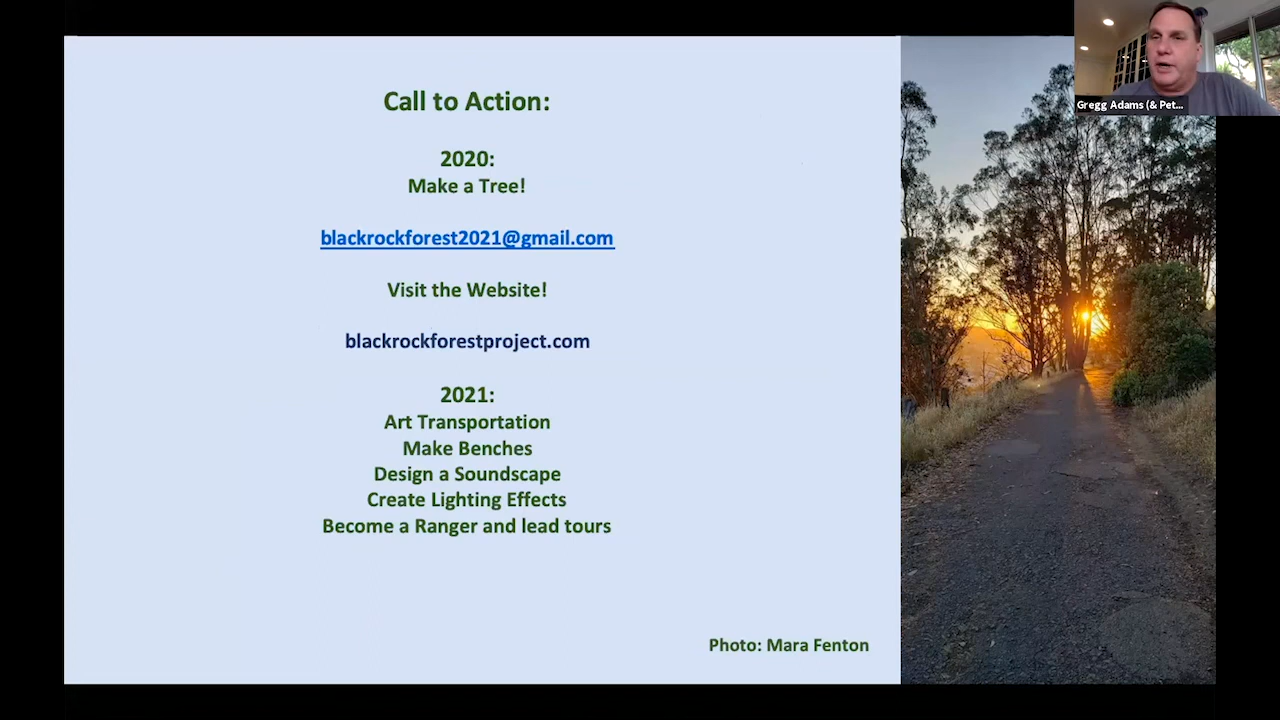 Call to Action:
2020:
Make a Tree!
blackrockforest2021@gmail.com
Visit the Website!
blackrockforestproject.com
2021:
Art Transportation
Make Benches
Design a Soundscape
Create Lighting Effects
Become a Ranger and lead tours
Photo: Mara Fenton
Gregg Adams (& Pet...